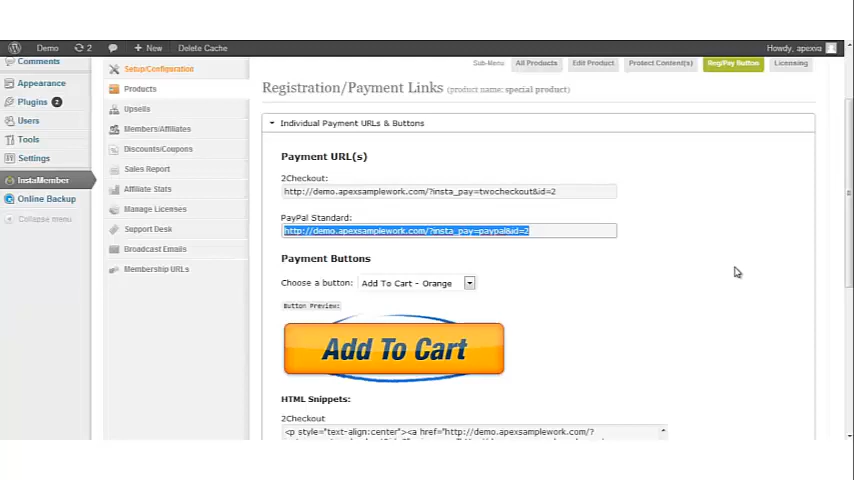 Demo 2 + New Delete Cache Howdy, apexva
Comments
Appearance
Plugins 2
Users
Tools
Settings
InstaMember
Online Backup
Collapse menu
Setup/Configuration
Products
Upsells
Members/Affiliates
Discounts/Coupons
Sales Report
Affiliate Stats
Manage Licenses
Support Desk
Broadcast Emails
Membership URLs
Sub-Menu: All Products Edit Product Protect Content(s) Reg/Pay Button Licensing
Registration/Payment Links (product name: special product)
Individual Payment URLs & Buttons
Payment URL(s)
2Checkout:
http://demo.apexsamplework.com/?insta_pay=twocheckout&id=2
PayPal Standard:
http://demo.apexsamplework.com/?insta_pay=paypal&id=2
Payment Buttons
Choose a button: Add To Cart - Orange
Button Preview:
Add To Cart
HTML Snippets:
2Checkout
<p style="text-align:center"><a href="http://demo.apexsamplework.com/?